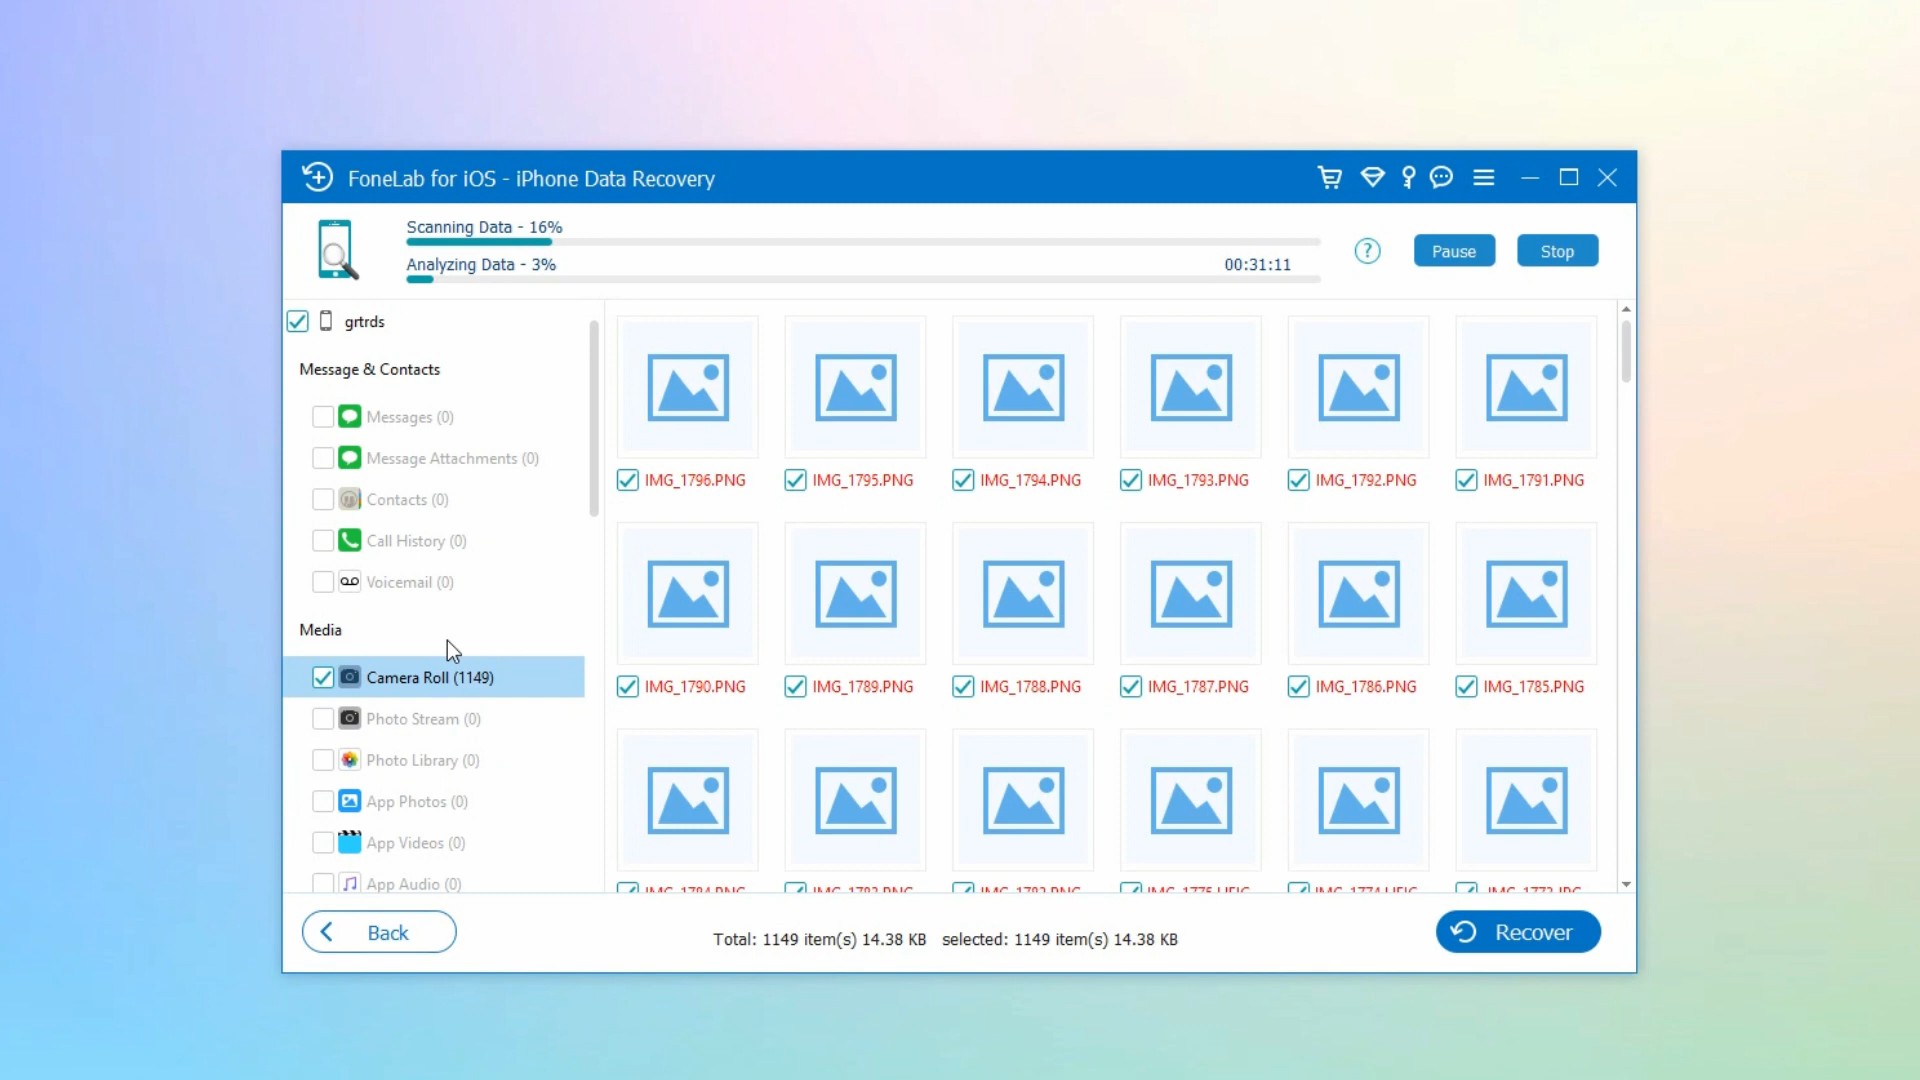 FoneLab for iOS - iPhone Data Recovery
Scanning Data - 16%
Analyzing Data - 3%
00:31:11
?
Pause
Stop
grtrds
Message & Contacts
Messages (0)
Message Attachments (0)
Contacts (0)
Call History (0)
Voicemail (0)
Media
Camera Roll (1149)
Photo Stream (0)
Photo Library (0)
App Photos (0)
App Videos (0)
App Audio (0)
IMG_1796.PNG IMG_1795.PNG IMG_1794.PNG IMG_1793.PNG IMG_1792.PNG IMG_1791.PNG
IMG_1790.PNG IMG_1789.PNG IMG_1788.PNG IMG_1787.PNG IMG_1786.PNG IMG_1785.PNG
Back
Total: 1149 item(s) 14.38 KB selected: 1149 item(s) 14.38 KB
Recover